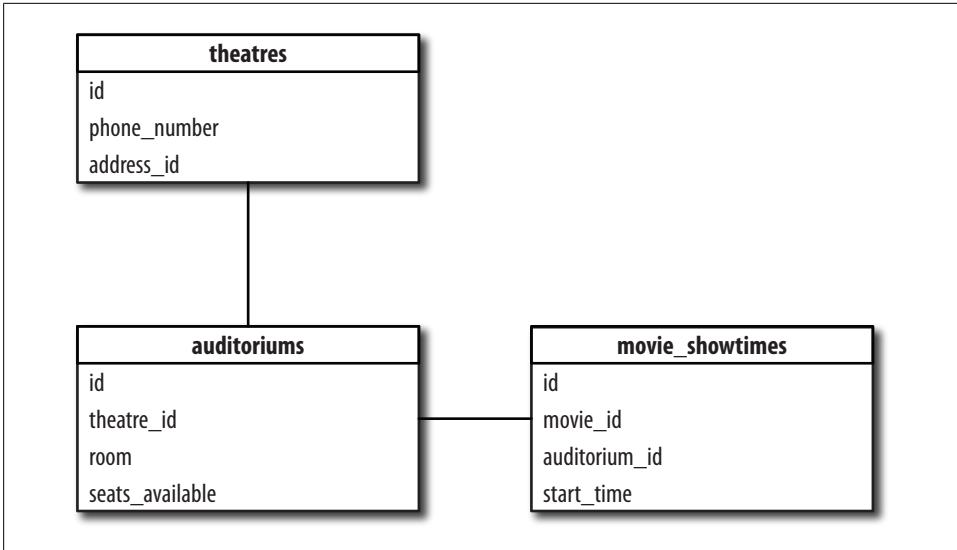 theatres
id
phone_number
address_id
auditoriums
id
theatre_id
room
seats_available
movie_showtimes
id
movie_id
auditorium_id
start_time